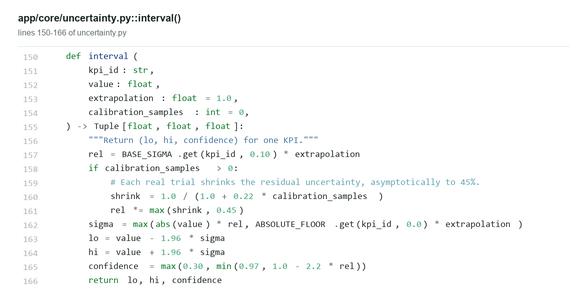 app/core/uncertainty.py::interval()
lines 150-166 of uncertainty.py
150 def interval (
151 kpi_id : str ,
152 value : float ,
153 extrapolation : float = 1.0 ,
154 calibration_samples : int = 0 ,
155 ) -> Tuple [ float , float , float ]:
156 """Return (lo, hi, confidence) for one KPI."""
157 rel = BASE_SIGMA .get ( kpi_id , 0.10 ) * extrapolation
158 if calibration_samples > 0 :
159 # Each real trial shrinks the residual uncertainty, asymptotically to 45%.
160 shrink = 1.0 / ( 1.0 + 0.22 * calibration_samples )
161 rel *= max ( shrink , 0.45 )
162 sigma = max ( abs ( value ) * rel , ABSOLUTE_FLOOR .get ( kpi_id , 0.0 ) * extrapolation )
163 lo = value - 1.96 * sigma
164 hi = value + 1.96 * sigma
165 confidence = max ( 0.30 , min ( 0.97 , 1.0 - 2.2 * rel ))
166 return lo , hi , confidence